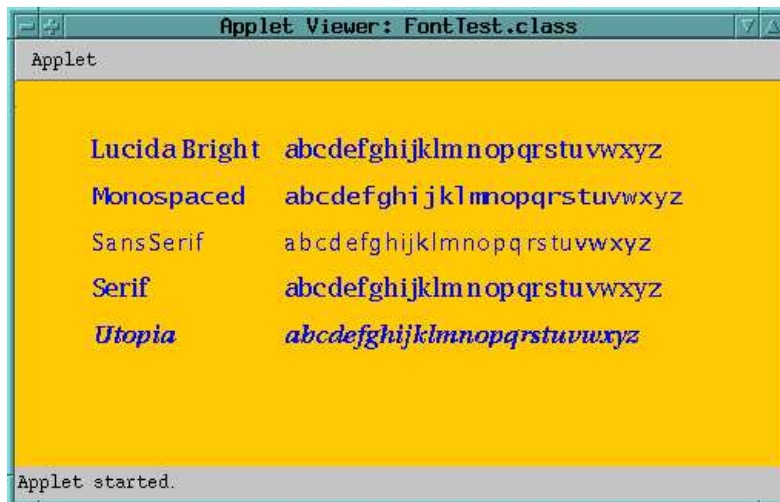 Applet Viewer: FontTest.class
Applet
Lucida Bright abcdefghijklmnopqrstuvwxyz
Monospaced abcdefghijklmnopqrstuvwxyz
SansSerif abcdefghijklmnopqrstuvwxyz
Serif abcdefghijklmnopqrstuvwxyz
Utopia abcdefghijklmnopqrstuvwxyz
Applet started.